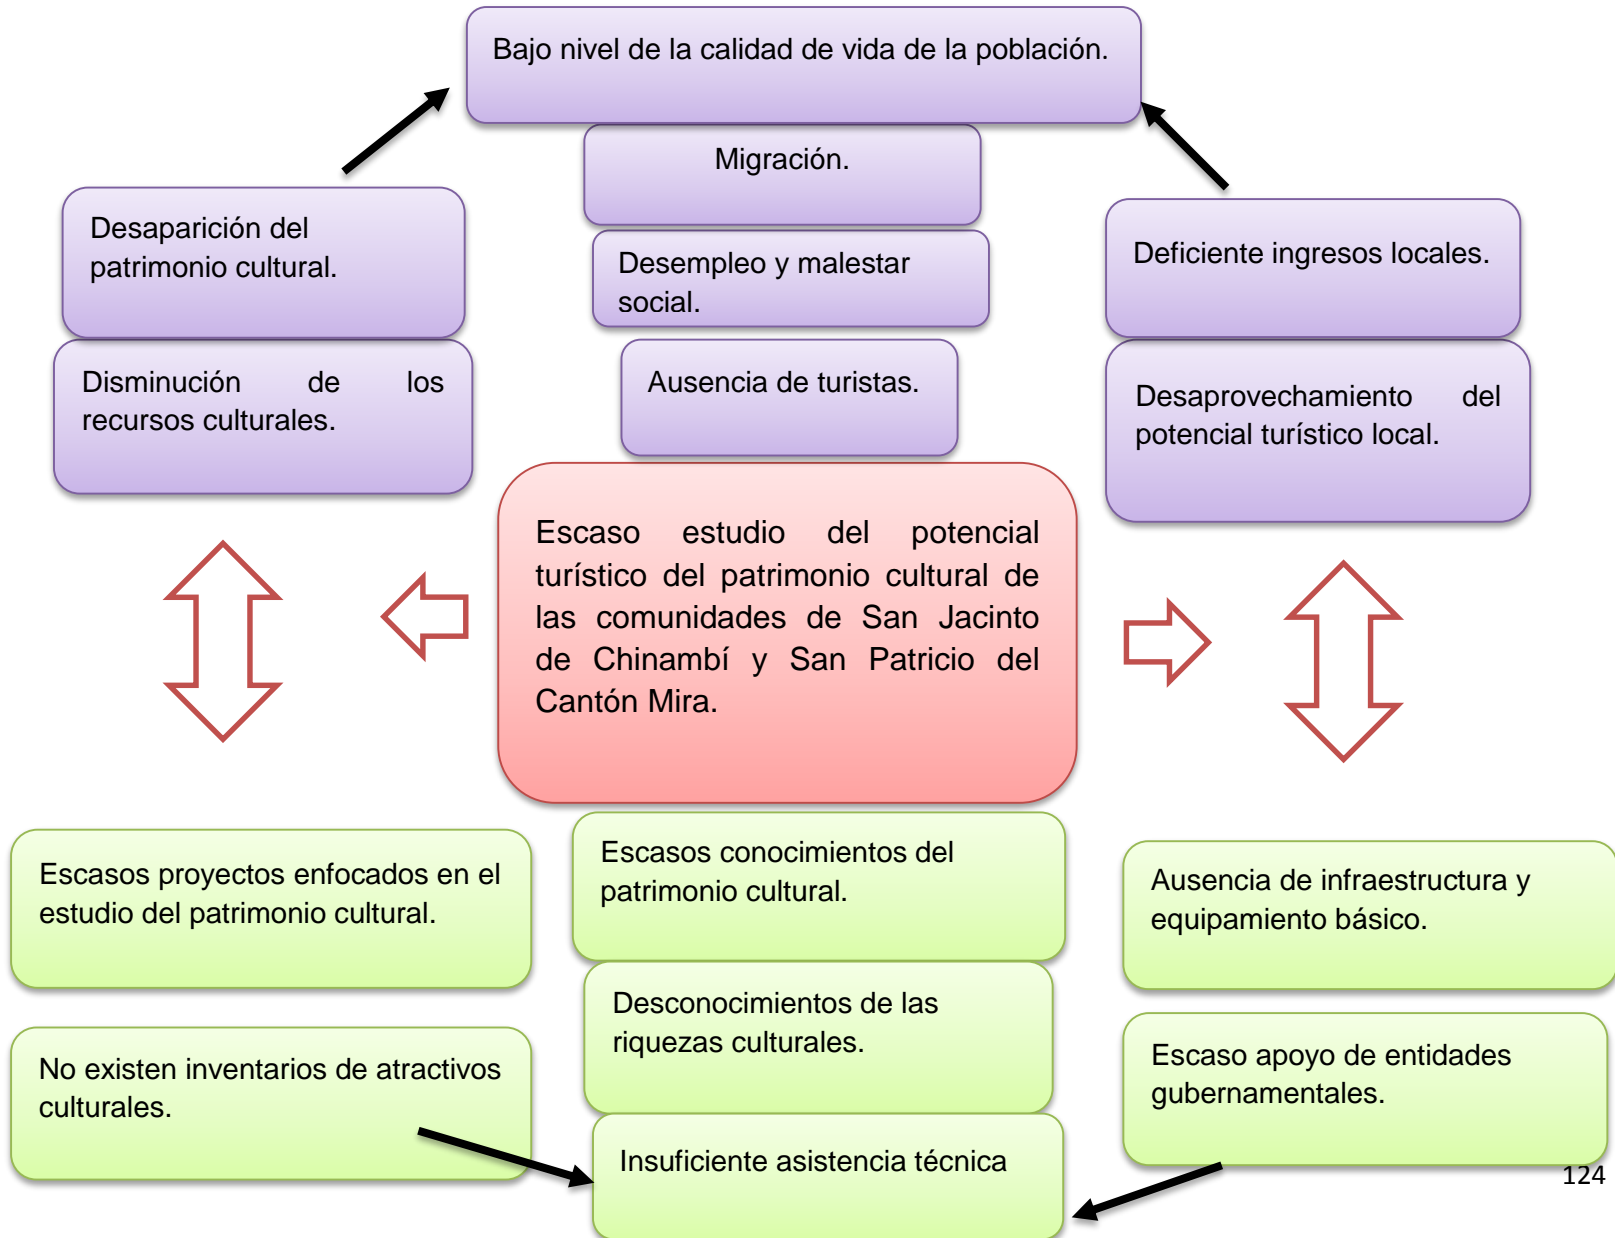 Bajo nivel de la calidad de vida de la población.
Migración.
Desaparición del
patrimonio cultural.
Desempleo y malestar
social.
Deficiente ingresos locales.
Disminución de los
recursos culturales.
Ausencia de turistas.
Desaprovechamiento del
potencial turístico local.
Escaso estudio del potencial
turístico del patrimonio cultural de
las comunidades de San Jacinto
de Chinambí y San Patricio del
Cantón Mira.
Escasos proyectos enfocados en el
estudio del patrimonio cultural.
Escasos conocimientos del
patrimonio cultural.
Ausencia de infraestructura y
equipamiento básico.
Desconocimientos de las
riquezas culturales.
No existen inventarios de atractivos
culturales.
Escaso apoyo de entidades
gubernamentales.
Insuficiente asistencia técnica
124